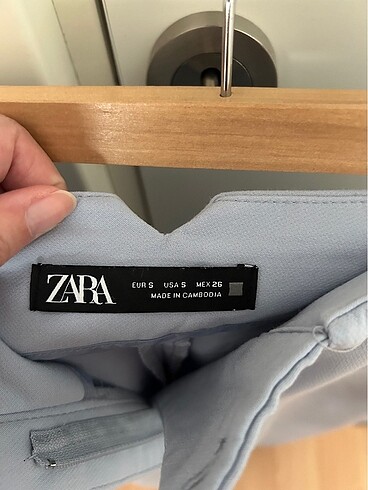 ZARA
EUR S USA S MEX 26
MADE IN CAMBODIA